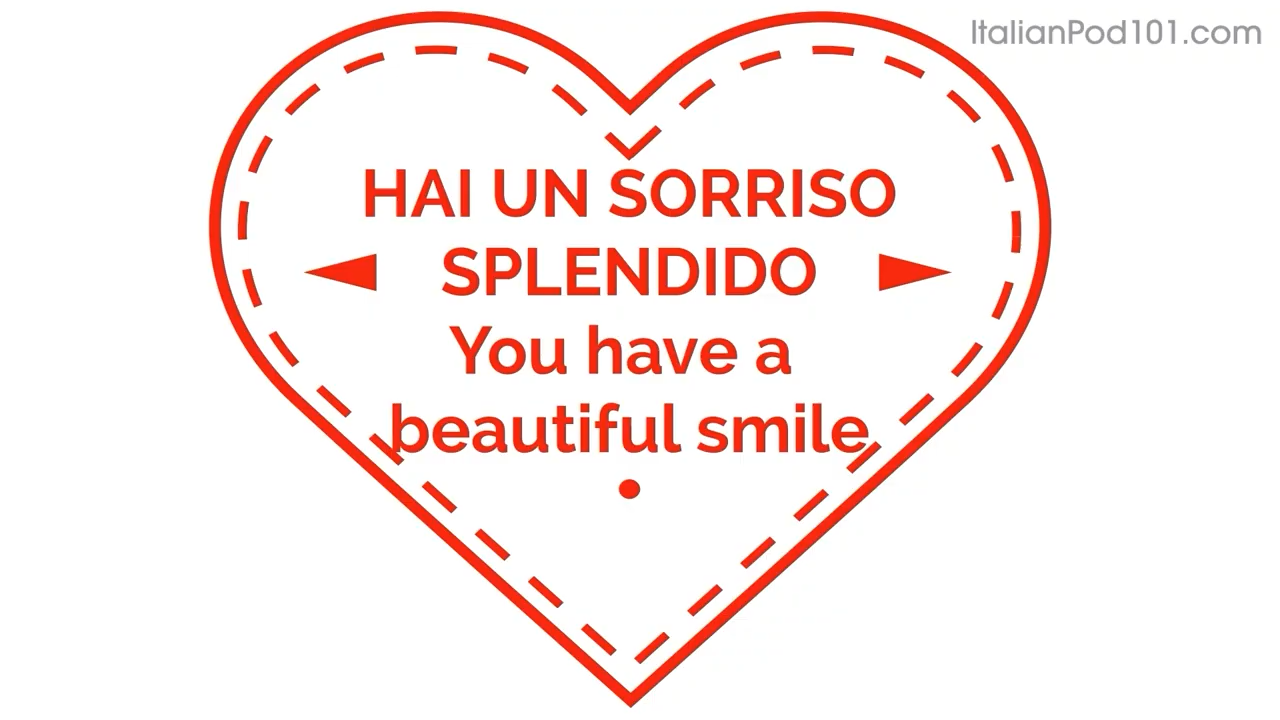 ItalianPod101.com
HAI UN SORRISO
SPLENDIDO
You have a
beautiful smile